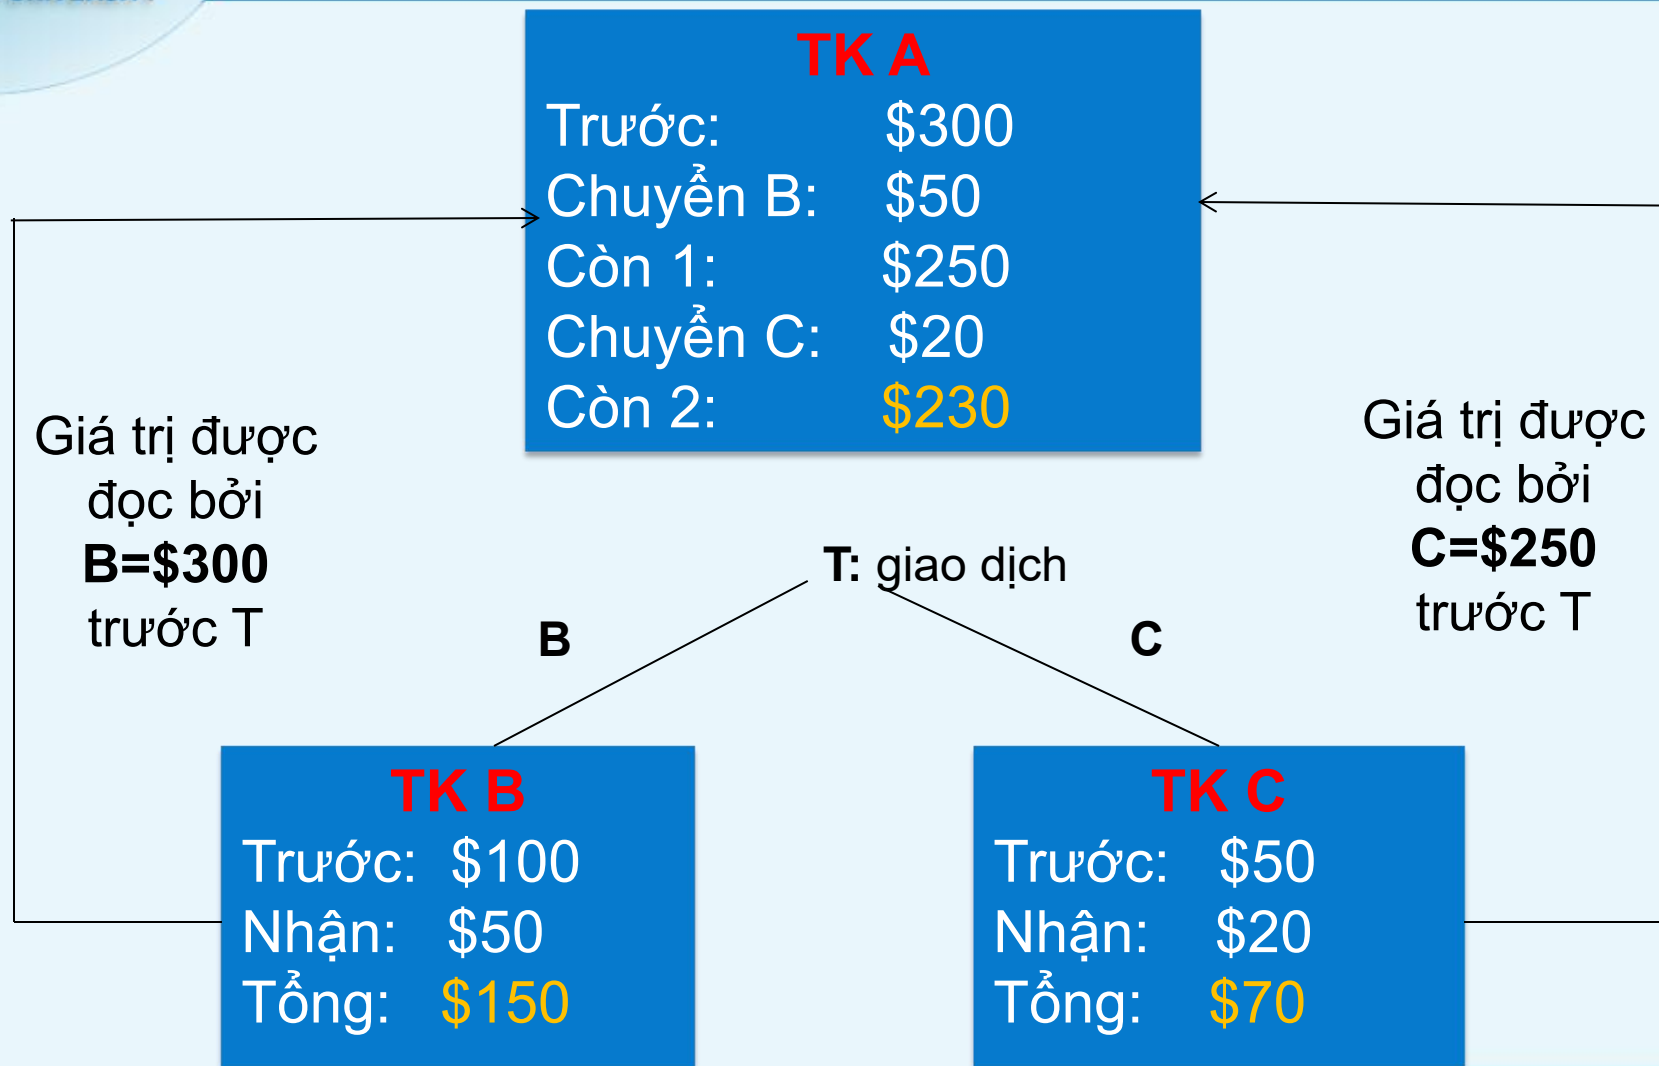 TK A
Trước: $300
Chuyển B: $50
Còn 1: $250
Chuyển C: $20
Còn 2: $230
Giá trị được
đọc bởi
B=$300
trước T
Giá trị được
đọc bởi
C=$250
trước T
T: giao dịch
B
C
TK B
Trước: $100
Nhận: $50
Tổng: $150
TK C
Trước: $50
Nhận: $20
Tổng: $70